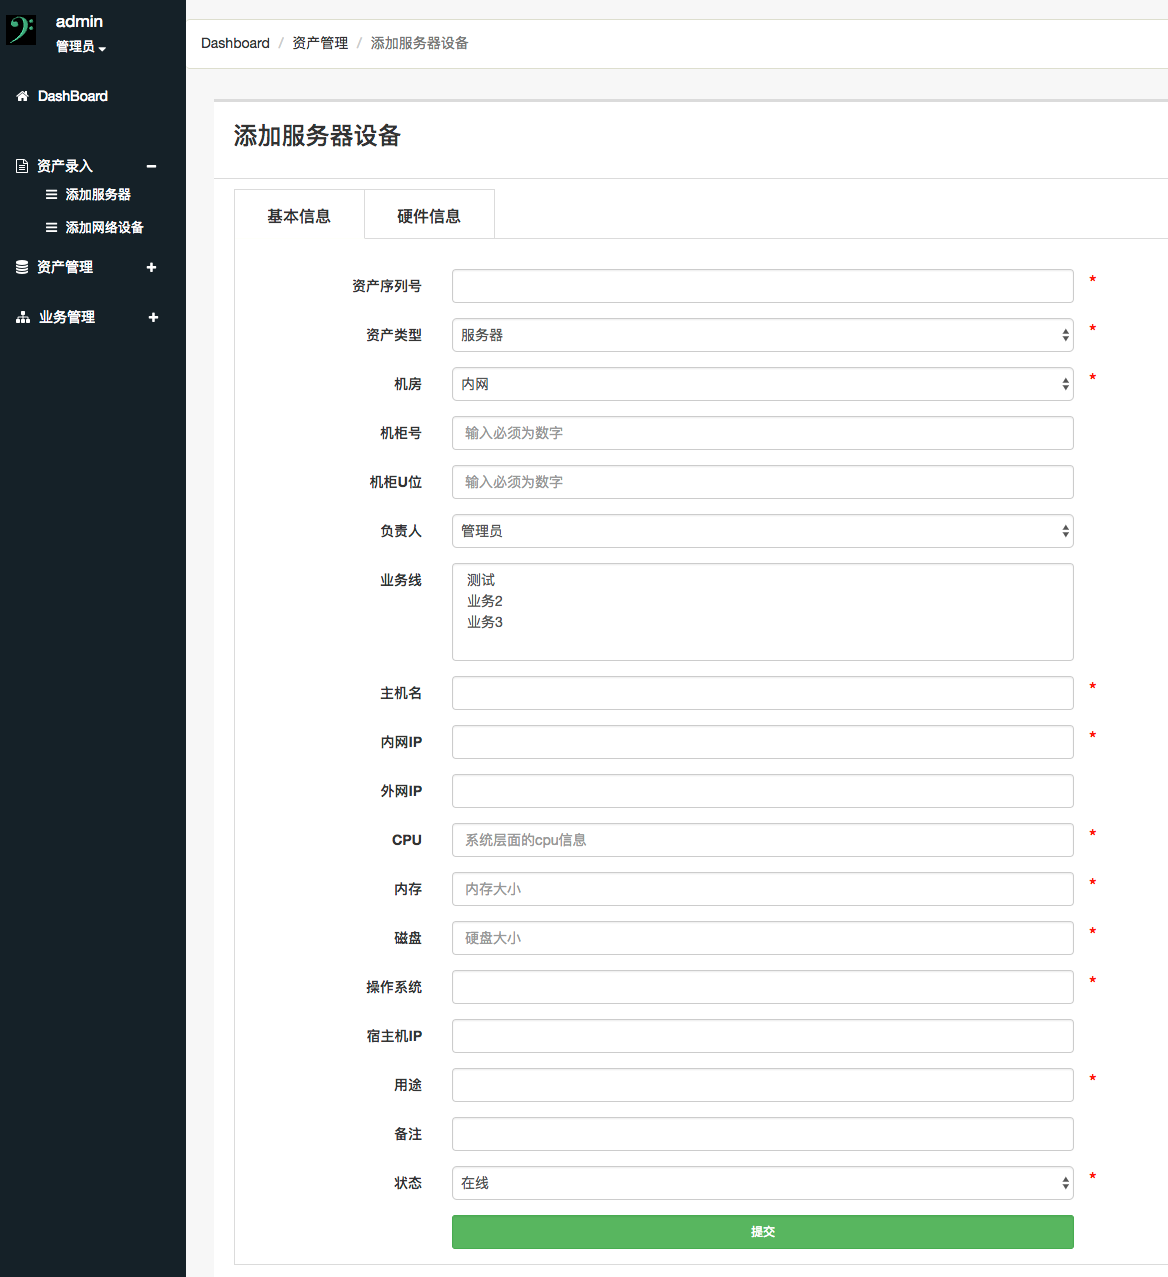 admin
管理员
DashBoard
资产录入
添加服务器
添加网络设备
资产管理
业务管理
Dashboard / 资产管理 / 添加服务器设备
添加服务器设备
基本信息 硬件信息
资产序列号 *
资产类型 服务器 *
机房 内网 *
机柜号 输入必须为数字
机柜U位 输入必须为数字
负责人 管理员
业务线 测试
业务2
业务3
主机名 *
内网IP *
外网IP
CPU 系统层面的cpu信息 *
内存 内存大小 *
磁盘 硬盘大小 *
操作系统 *
宿主机IP
用途 *
备注
状态 在线 *
提交